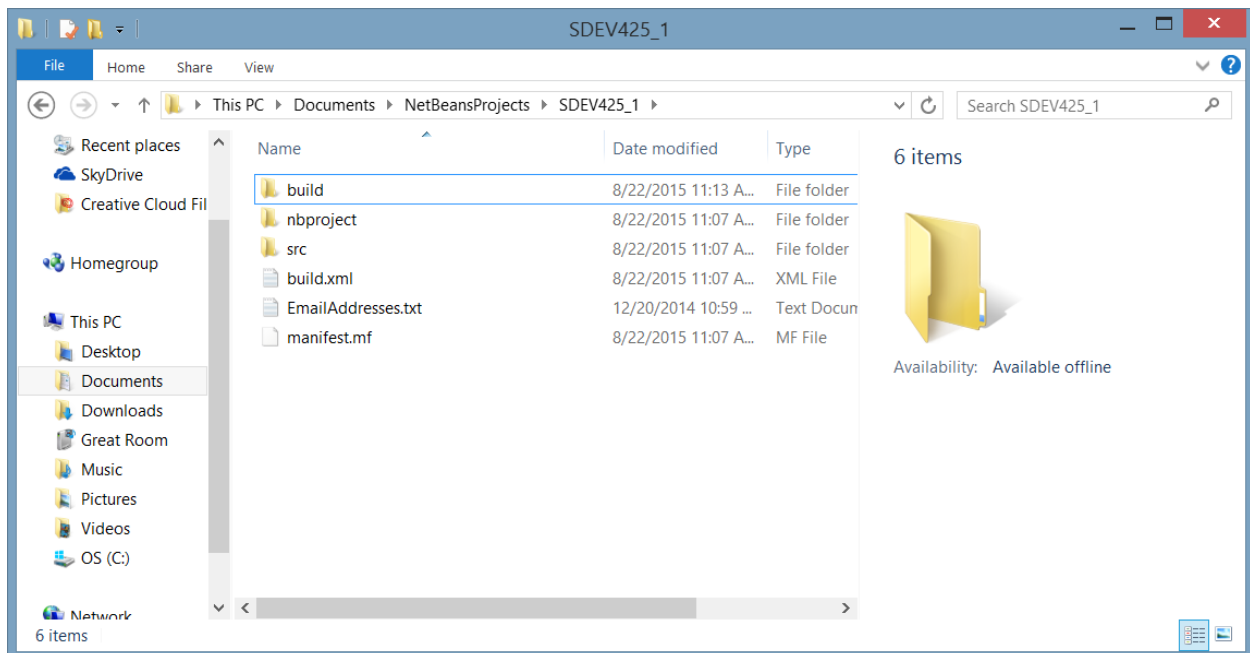 SDEV425_1
File Home Share View
This PC Documents NetBeansProjects SDEV425_1 Search SDEV425_1
Recent places
SkyDrive
Creative Cloud Fil
Homegroup
This PC
Desktop
Documents
Downloads
Great Room
Music
Pictures
Videos
OS (C:)
Network
Name Date modified Type
build 8/22/2015 11:13 A... File folder
nbproject 8/22/2015 11:07 A... File folder
src 8/22/2015 11:07 A... File folder
build.xml 8/22/2015 11:07 A... XML File
EmailAddresses.txt 12/20/2014 10:59 ... Text Docum
manifest.mf 8/22/2015 11:07 A... MF File
6 items
Availability: Available offline
6 items